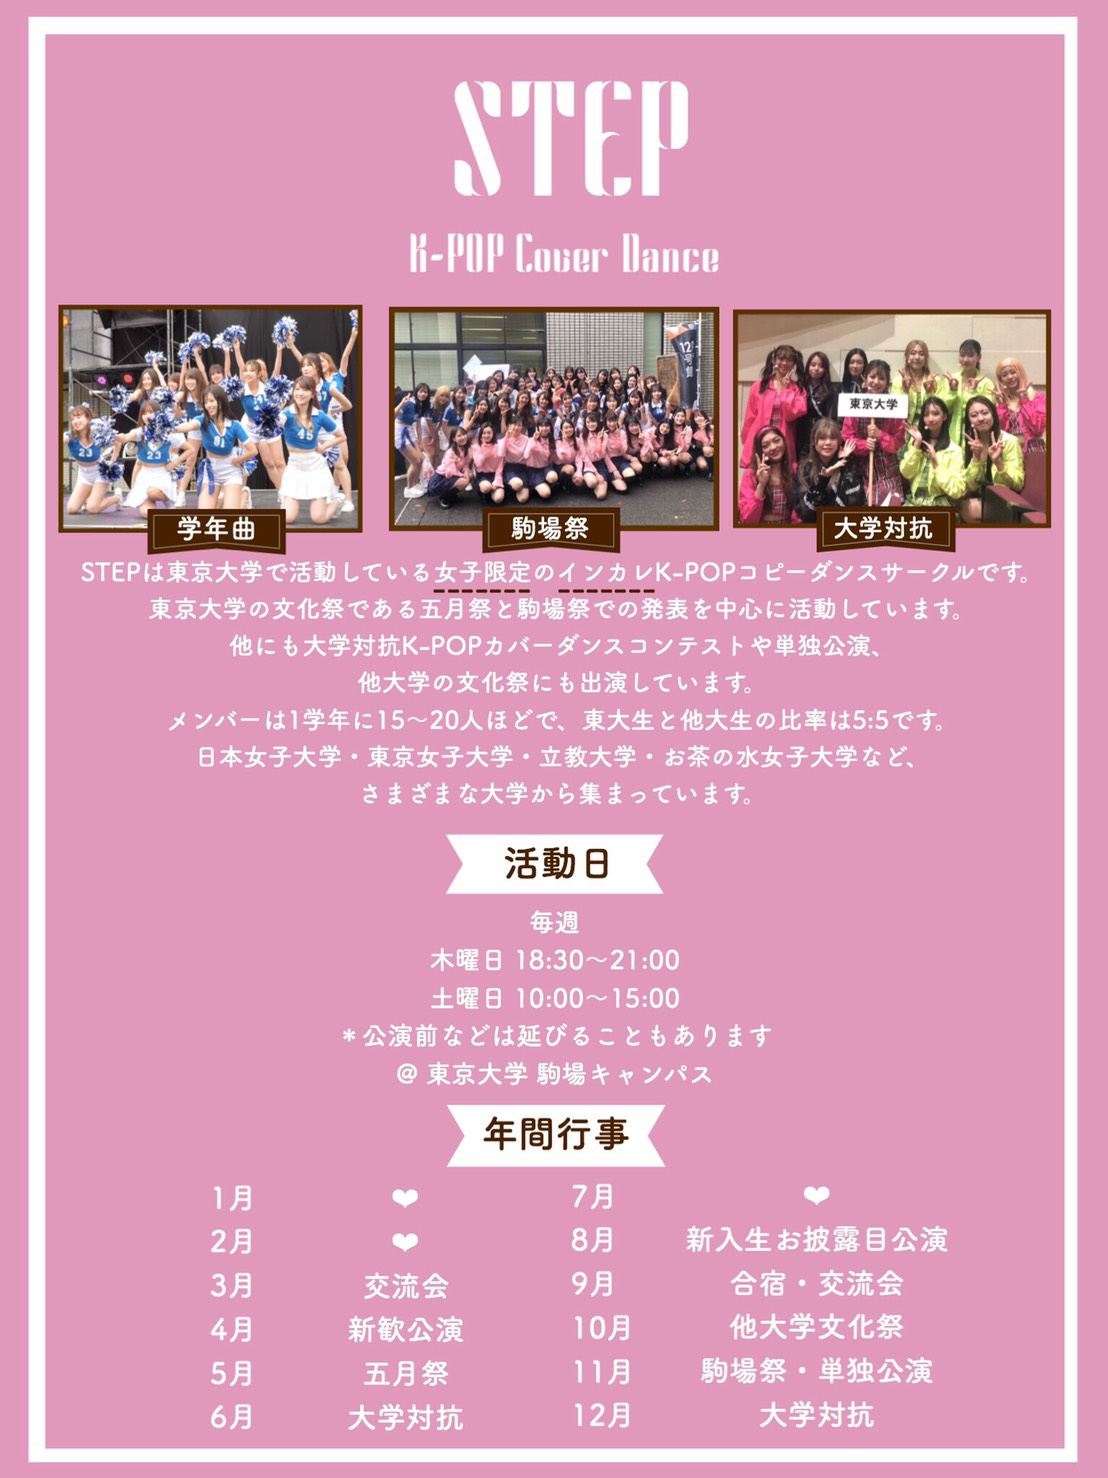 STEP
K-POP Cover Dance
12号館
東京大学
23
23
91
45
学年曲
駒場祭
大学対抗
STEPは東京大学で活動している女子限定のインカレK-POPコピーダンスサークルです。
東京大学の文化祭である五月祭と駒場祭での発表を中心に活動しています。
他にも大学対抗K-POPカバーダンスコンテストや単独公演、
他大学の文化祭にも出演しています。
メンバーは1学年に15〜20人ほどで、東大生と他大生の比率は5:5です。
日本女子大学・東京女子大学・立教大学・お茶の水女子大学など、
さまざまな大学から集まっています。
活動日
毎週
木曜日 18:30〜21:00
土曜日 10:00〜15:00
＊公演前などは延びることもあります
@ 東京大学 駒場キャンパス
年間行事
1月 ❤
2月 ❤
3月 交流会
4月 新歓公演
5月 五月祭
6月 大学対抗
7月 ❤
8月 新入生お披露目公演
9月 合宿・交流会
10月 他大学文化祭
11月 駒場祭・単独公演
12月 大学対抗